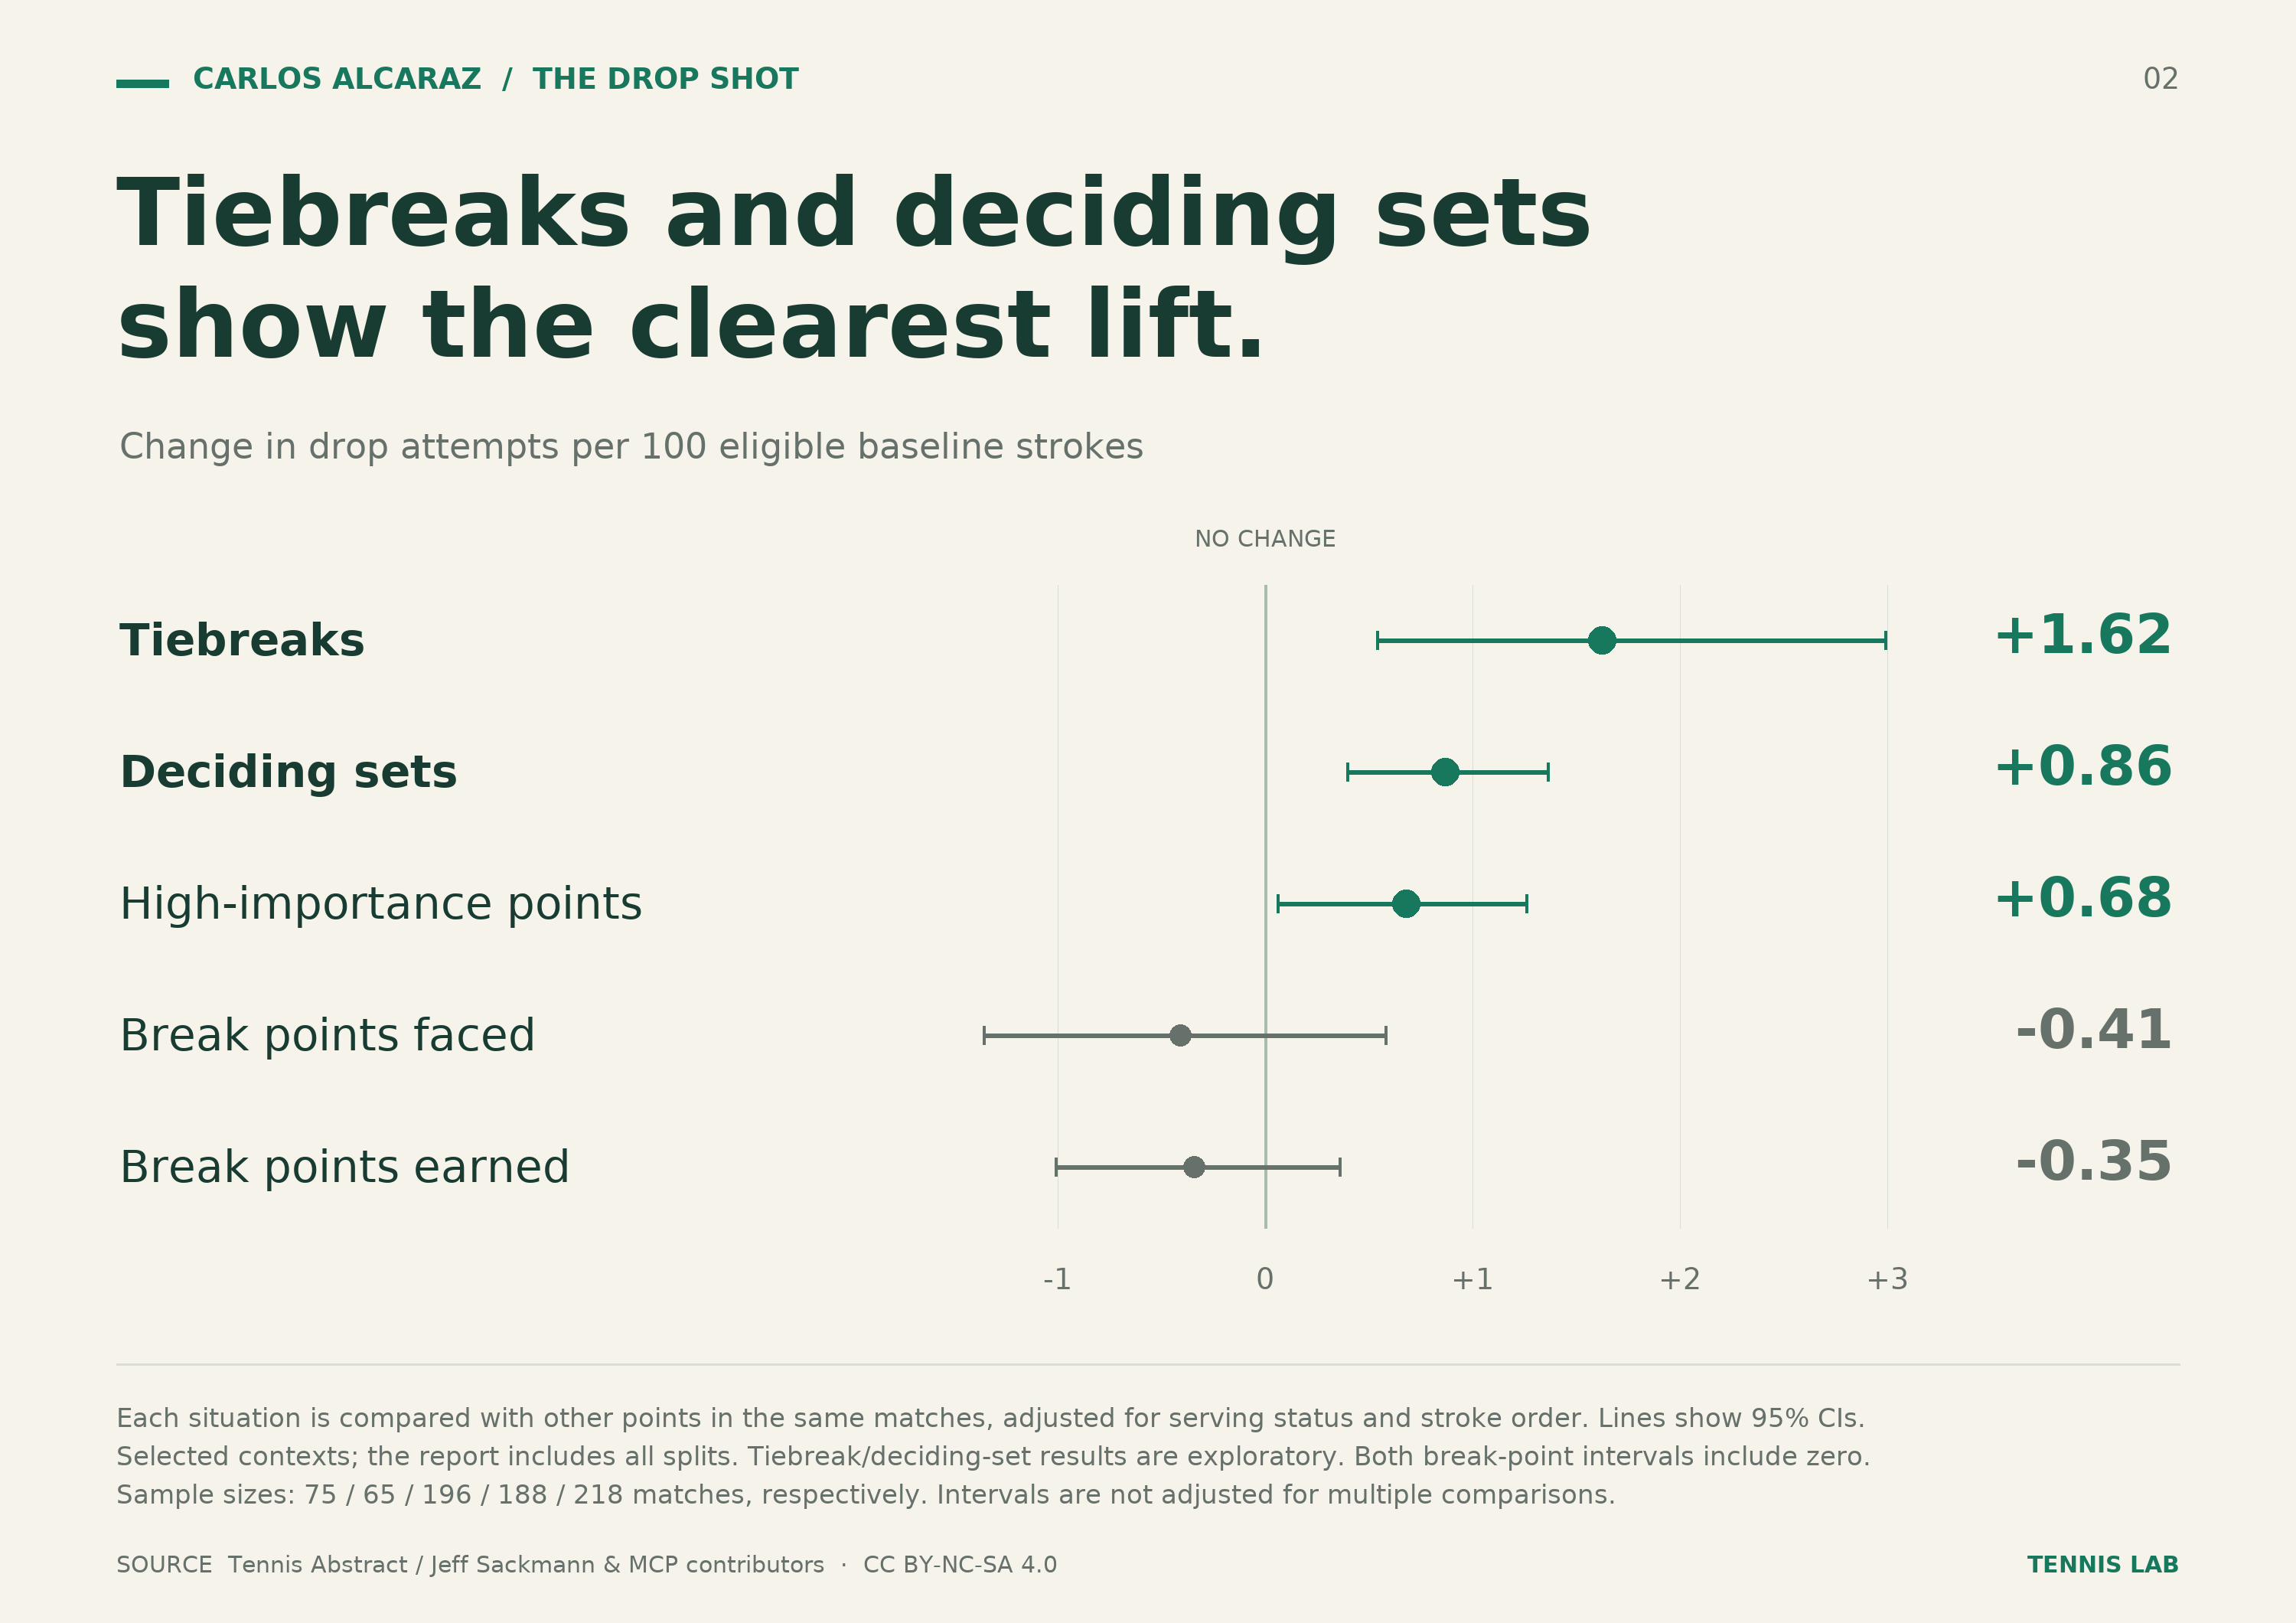 CARLOS ALCARAZ / THE DROP SHOT
02
Tiebreaks and deciding sets
show the clearest lift.
Change in drop attempts per 100 eligible baseline strokes
NO CHANGE
Tiebreaks
+1.62
Deciding sets
+0.86
High-importance points
+0.68
Break points faced
-0.41
Break points earned
-0.35
-1 0 +1 +2 +3
Each situation is compared with other points in the same matches, adjusted for serving status and stroke order. Lines show 95% CIs.
Selected contexts; the report includes all splits. Tiebreak/deciding-set results are exploratory. Both break-point intervals include zero.
Sample sizes: 75 / 65 / 196 / 188 / 218 matches, respectively. Intervals are not adjusted for multiple comparisons.
SOURCE Tennis Abstract / Jeff Sackmann & MCP contributors · CC BY-NC-SA 4.0
TENNIS LAB